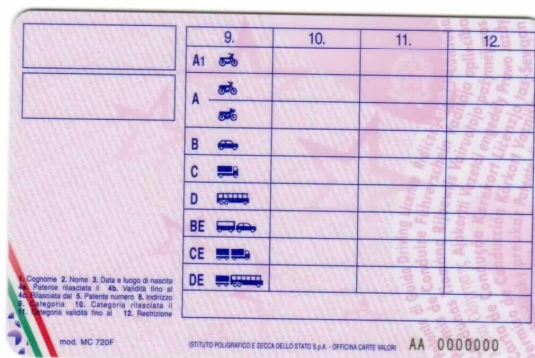 9. 10. 11. 12.
A1
A
B
C
D
BE
CE
DE
1. Cognome 2. Nome 3. Data e luogo di nascita
4a. Patente rilasciata il 4b. Validità fino al
4c. Rilasciata dal 5. Patente numero 8. Indirizzo
9. Categoria 10. Categoria rilasciata il
11. Categoria valida fino al 12. Restrizione
mod. MC 720F
ISTITUTO POLIGRAFICO E ZECCA DELLO STATO S.p.A. - OFFICINA CARTE VALORI AA 0000000